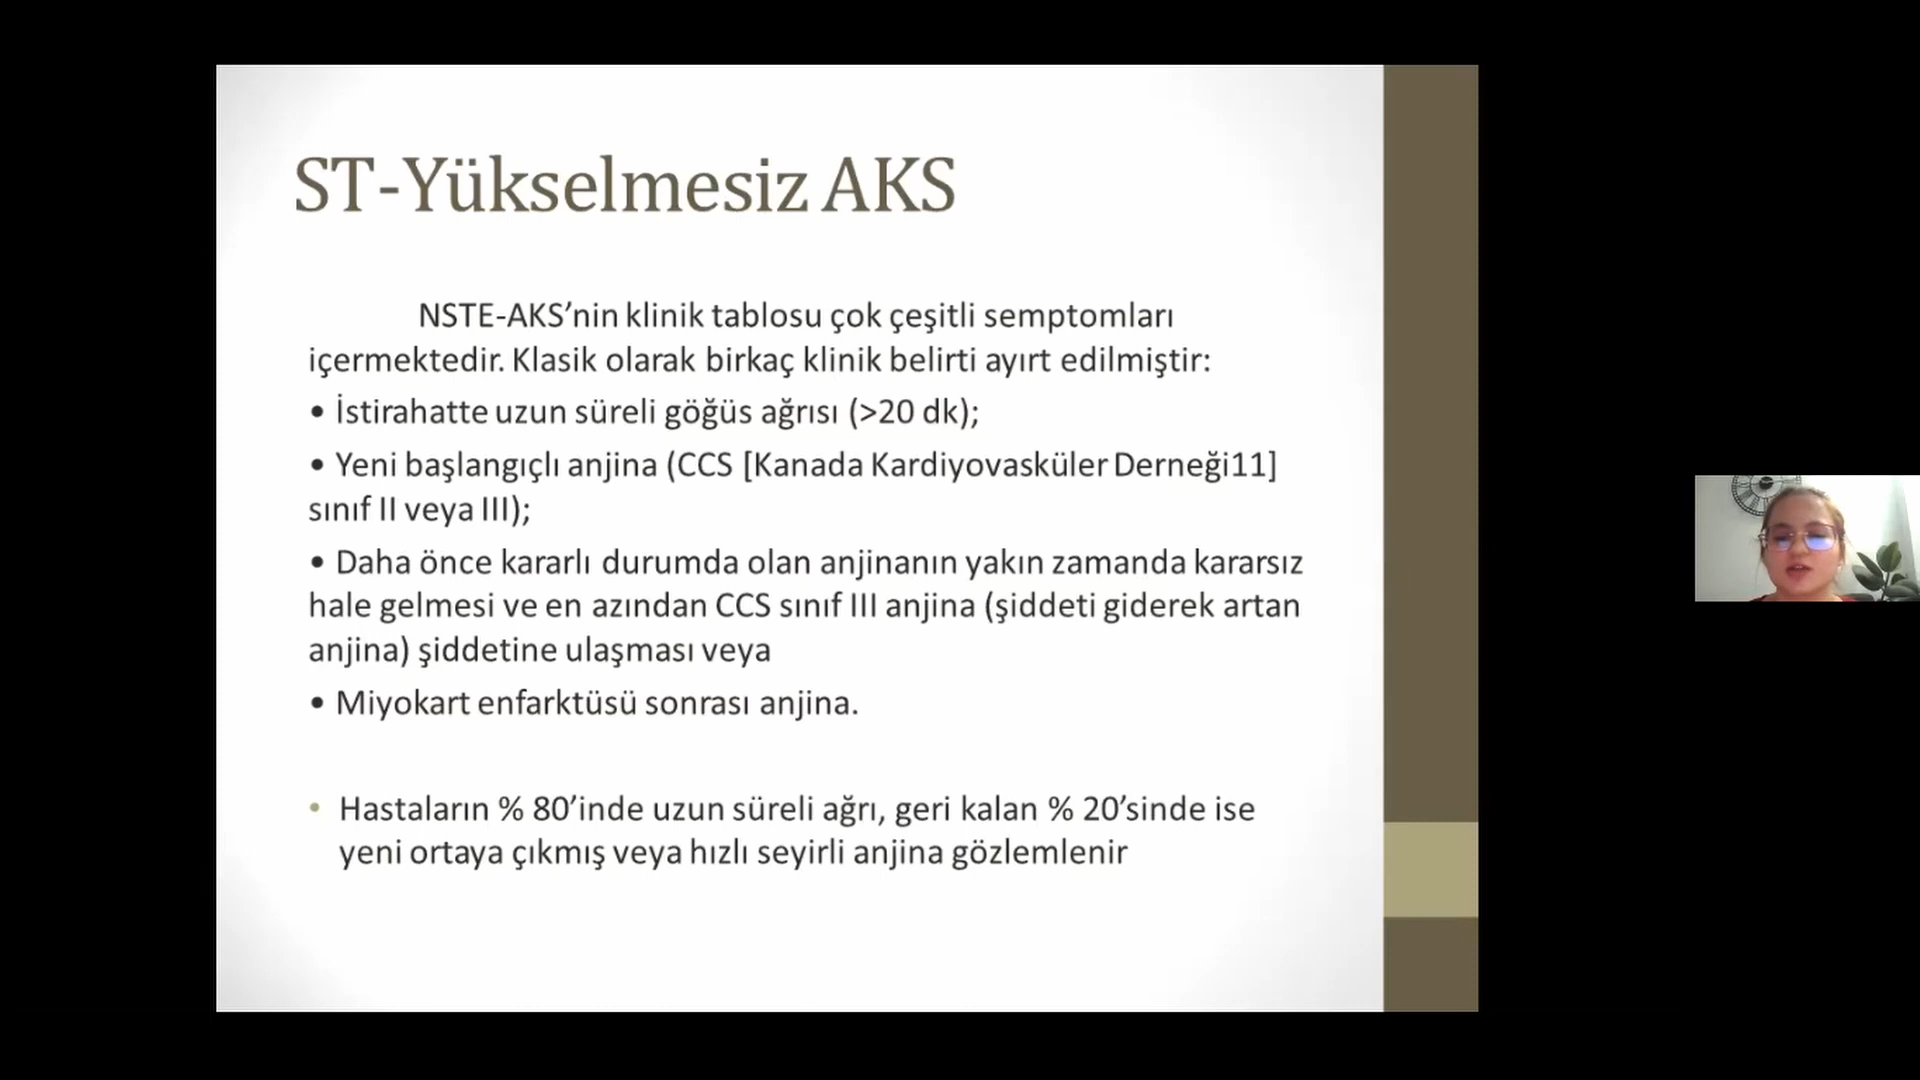 ST-Yükselmesiz AKS
NSTE-AKS’nin klinik tablosu çok çeşitli semptomları
içermektedir. Klasik olarak birkaç klinik belirti ayırt edilmiştir:
• İstirahatte uzun süreli göğüs ağrısı (>20 dk);
• Yeni başlangıçlı anjina (CCS [Kanada Kardiyovasküler Derneği11]
sınıf II veya III);
• Daha önce kararlı durumda olan anjinanın yakın zamanda kararsız
hale gelmesi ve en azından CCS sınıf III anjina (şiddeti giderek artan
anjina) şiddetine ulaşması veya
• Miyokart enfarktüsü sonrası anjina.
• Hastaların % 80’inde uzun süreli ağrı, geri kalan % 20’sinde ise
yeni ortaya çıkmış veya hızlı seyirli anjina gözlemlenir